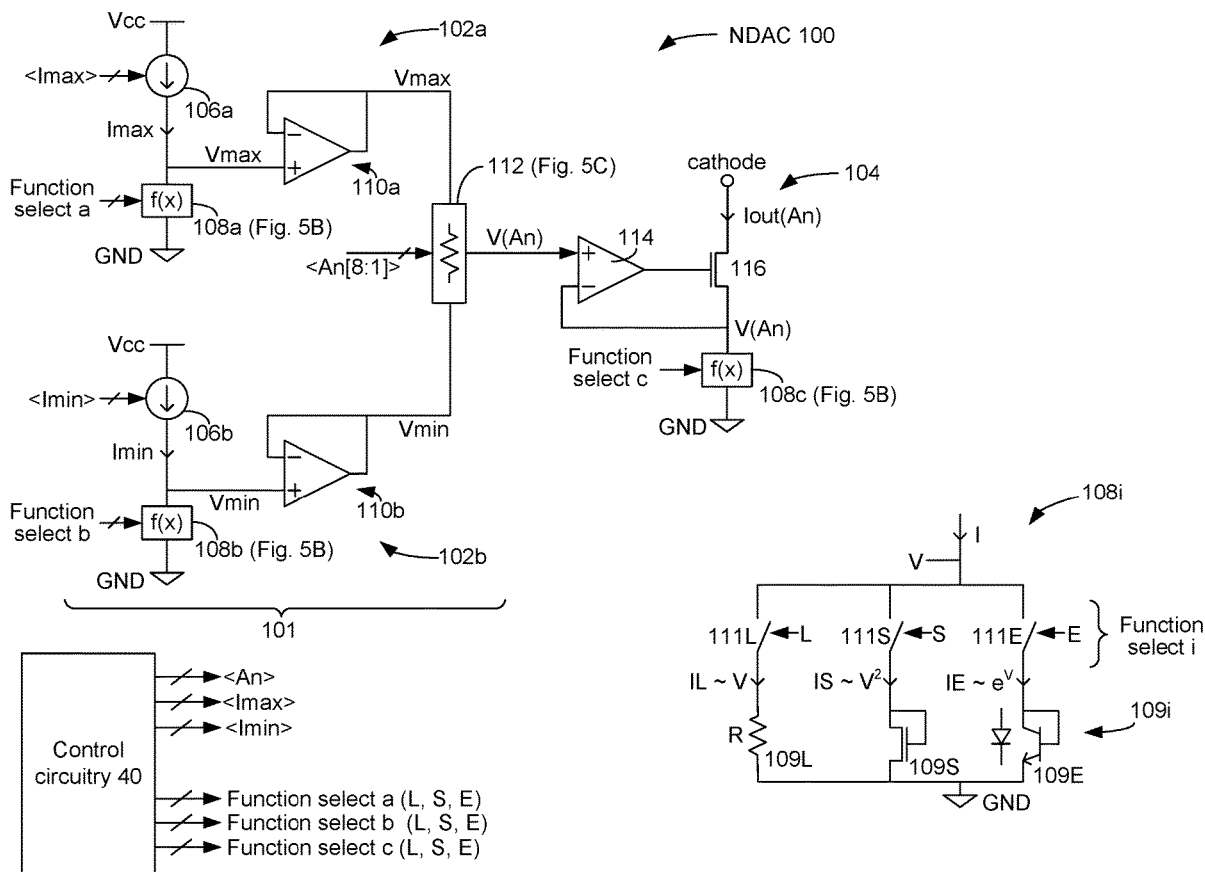 Vcc
102a
NDAC 100
<Imax>
106a
Vmax
Imax
Vmax
−
+
110a
Function
select a
f(x)
108a (Fig. 5B)
GND
112 (Fig. 5C)
cathode
104
Iout(An)
<An[8:1]>
V(An)
+
−
114
116
V(An)
Function
select c
f(x)
108c (Fig. 5B)
GND
Vcc
<Imin>
106b
Vmin
Imin
Vmin
−
+
110b
Function
select b
f(x)
108b (Fig. 5B)
GND
102b
101
108i
I
V
111L
L
111S
S
111E
E
Function
select i
IL ~ V
IS ~ V²
IE ~ eⱽ
R
109L
109S
109E
109i
GND
Control
circuitry 40
<An>
<Imax>
<Imin>
Function select a (L, S, E)
Function select b (L, S, E)
Function select c (L, S, E)